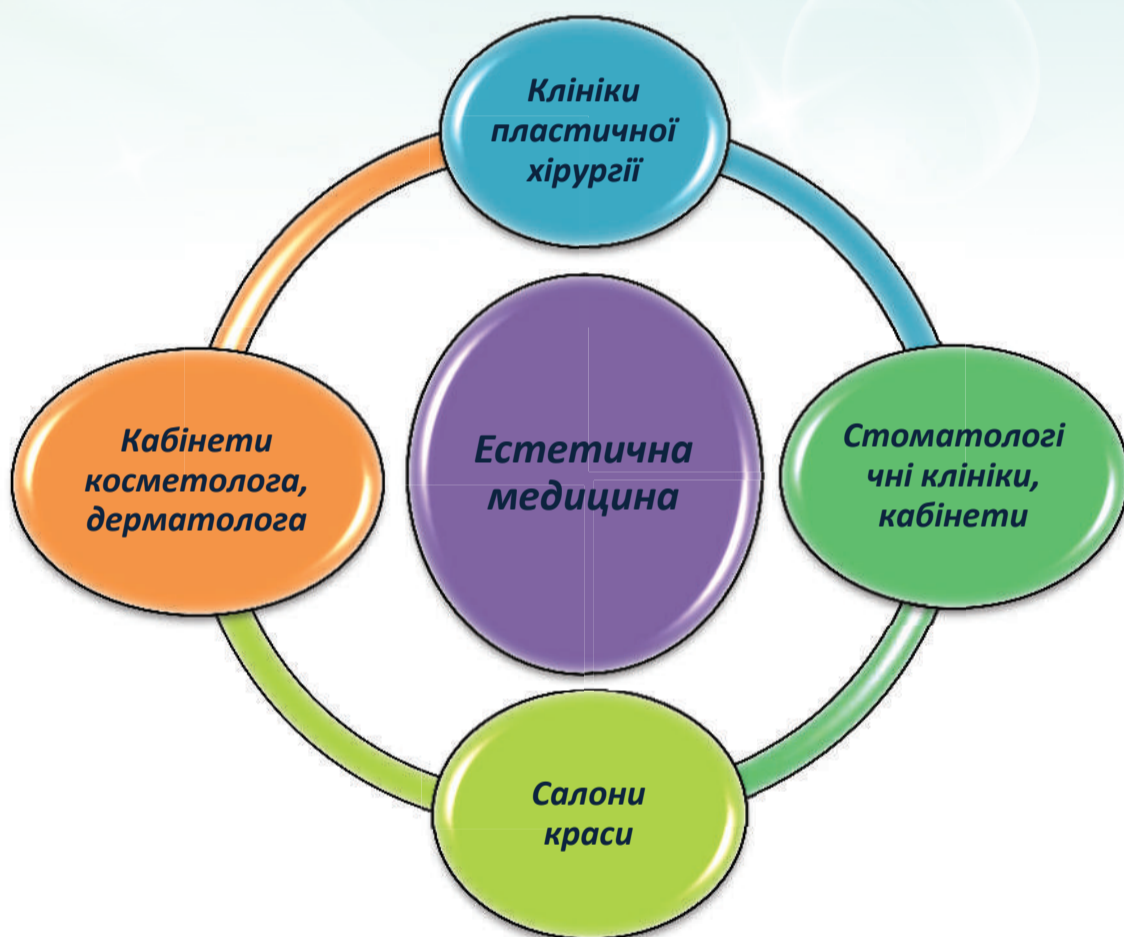 Клініки
пластичної
хірургії
Кабінети
косметолога,
дерматолога
Естетична
медицина
Стоматологі
чні клініки,
кабінети
Салони
краси